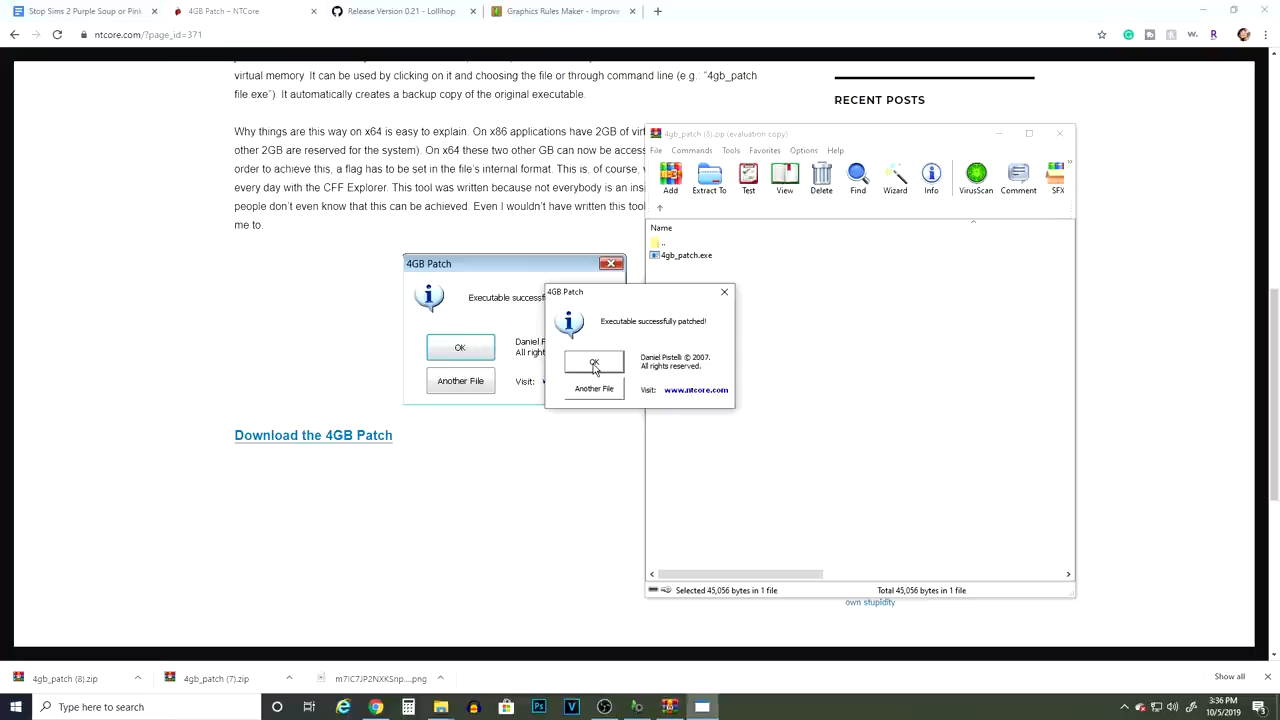 Stop Sims 2 Purple Soup or Pink
4GB Patch – NTCore
Release Version 0.21 - Lollihop
Graphics Rules Maker - Improve
ntcore.com/?page_id=371
virtual memory. It can be used by clicking on it and choosing the file or through command line (e.g.: "4gb_patch
file.exe"). It automatically creates a backup copy of the original executable.
RECENT POSTS
Why things are this way on x64 is easy to explain. On x86 applications have 2GB of
other 2GB are reserved for the system). On x64 these two other GB can now be access
order to achieve this, a flag has to be set in the file's internal format. This is, of course
every day with the CFF Explorer. This tool was written because not everybody is an
people don't even know that this can be achieved. Even I wouldn't have written this tool
me to.
4gb_patch (8).zip (evaluation copy)
File Commands Tools Favorites Options Help
Add Extract To Test View Delete Find Wizard Info VirusScan Comment SFX
Name
..
4gb_patch.exe
4GB Patch
Executable successf
OK
Daniel P
All right
Another File
Visit:
4GB Patch
Executable successfully patched!
OK
Daniel Pistelli © 2007.
All rights reserved.
Another File
Visit: www.ntcore.com
Download the 4GB Patch
Selected 45,056 bytes in 1 file
Total 45,056 bytes in 1 file
own stupidity
4gb_patch (8).zip
4gb_patch (7).zip
m7IC7JP2NXKSnp....png
Show all
Type here to search
3:36 PM
10/5/2019